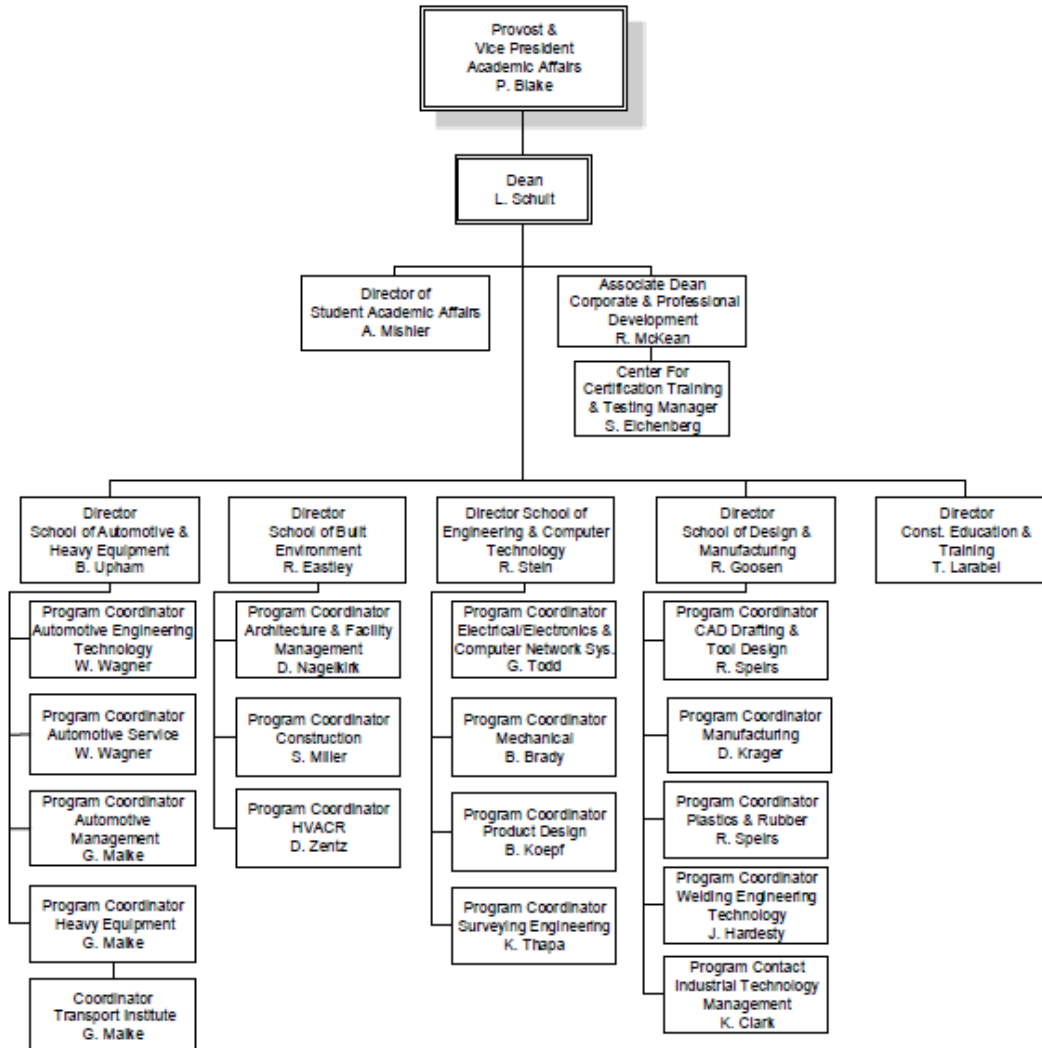 Provost &
Vice President
Academic Affairs
P. Blake
Dean
L. Schult
Director of
Student Academic Affairs
A. Mishler
Associate Dean
Corporate & Professional
Development
R. McKean
Center For
Certification Training
& Testing Manager
S. Eichenberg
Director
School of Automotive &
Heavy Equipment
B. Upham
Program Coordinator
Automotive Engineering
Technology
W. Wagner
Program Coordinator
Automotive Service
W. Wagner
Program Coordinator
Automotive
Management
G. Maike
Program Coordinator
Heavy Equipment
G. Maike
Coordinator
Transport Institute
G. Maike
Director
School of Built
Environment
R. Eastley
Program Coordinator
Architecture & Facility
Management
D. Nagelkirk
Program Coordinator
Construction
S. Miller
Program Coordinator
HVACR
D. Zentz
Director School of
Engineering & Computer
Technology
R. Stein
Program Coordinator
Electrical/Electronics &
Computer Network Sys.
G. Todd
Program Coordinator
Mechanical
B. Brady
Program Coordinator
Product Design
B. Koepf
Program Coordinator
Surveying Engineering
K. Thapa
Director
School of Design &
Manufacturing
R. Goosen
Program Coordinator
CAD Drafting &
Tool Design
R. Speirs
Program Coordinator
Manufacturing
D. Krager
Program Coordinator
Plastics & Rubber
R. Speirs
Program Coordinator
Welding Engineering
Technology
J. Hardesty
Program Contact
Industrial Technology
Management
K. Clark
Director
Const. Education &
Training
T. Larabel